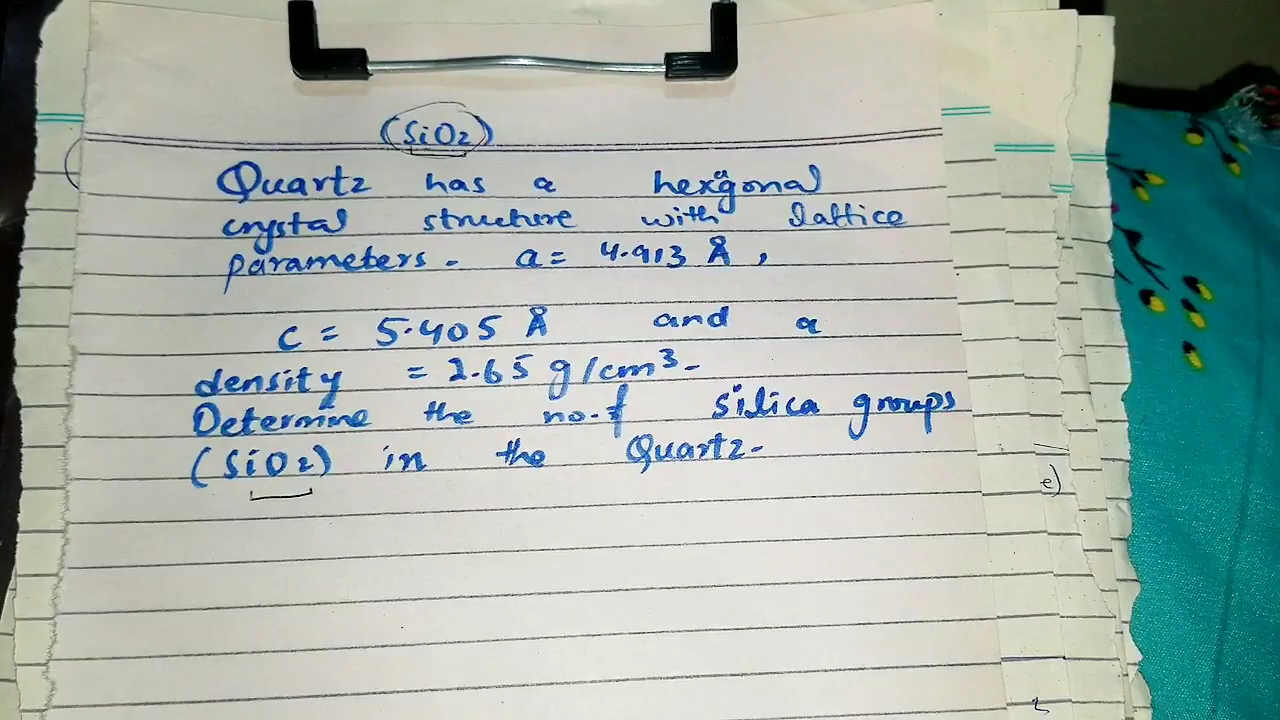 (SiO2)
Quartz has a hexagonal
crystal structure with lattice
parameters. a = 4.913 Å,
c = 5.405 Å and a
density = 2.65 g/cm³.
Determine the no. of silica groups
(SiO2) in the Quartz.
e)